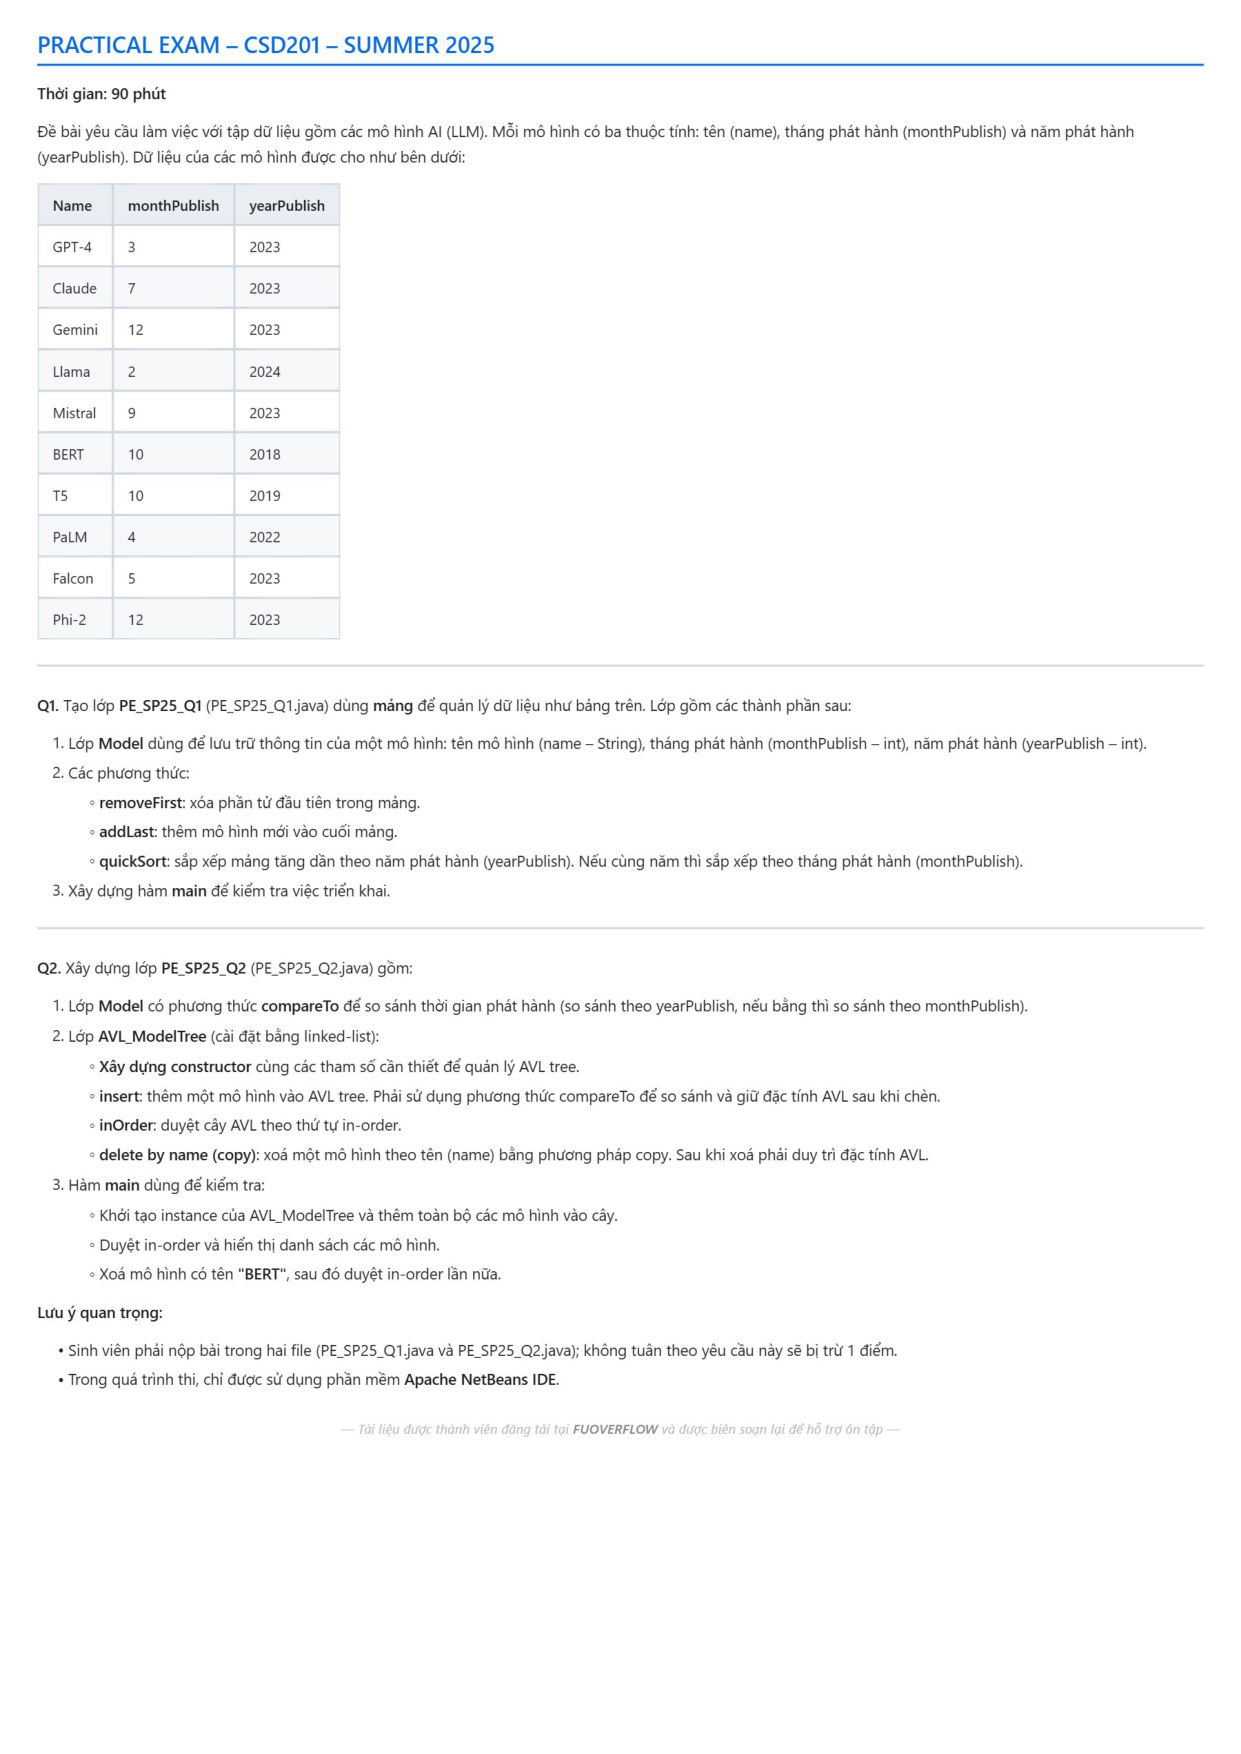 PRACTICAL EXAM – CSD201 – SUMMER 2025
Thời gian: 90 phút
Đề bài yêu cầu làm việc với tập dữ liệu gồm các mô hình AI (LLM). Mỗi mô hình có ba thuộc tính: tên (name), tháng phát hành (monthPublish) và năm phát hành
(yearPublish). Dữ liệu của các mô hình được cho như bên dưới:
Name monthPublish yearPublish
GPT-4 3 2023
Claude 7 2023
Gemini 12 2023
Llama 2 2024
Mistral 9 2023
BERT 10 2018
T5 10 2019
PaLM 4 2022
Falcon 5 2023
Phi-2 12 2023
Q1. Tạo lớp PE_SP25_Q1 (PE_SP25_Q1.java) dùng mảng để quản lý dữ liệu như bảng trên. Lớp gồm các thành phần sau:
1. Lớp Model dùng để lưu trữ thông tin của một mô hình: tên mô hình (name – String), tháng phát hành (monthPublish – int), năm phát hành (yearPublish – int).
2. Các phương thức:
◦ removeFirst: xóa phần tử đầu tiên trong mảng.
◦ addLast: thêm mô hình mới vào cuối mảng.
◦ quickSort: sắp xếp mảng tăng dần theo năm phát hành (yearPublish). Nếu cùng năm thì sắp xếp theo tháng phát hành (monthPublish).
3. Xây dựng hàm main để kiểm tra việc triển khai.
Q2. Xây dựng lớp PE_SP25_Q2 (PE_SP25_Q2.java) gồm:
1. Lớp Model có phương thức compareTo để so sánh thời gian phát hành (so sánh theo yearPublish, nếu bằng thì so sánh theo monthPublish).
2. Lớp AVL_ModelTree (cài đặt bằng linked-list):
◦ Xây dựng constructor cùng các tham số cần thiết để quản lý AVL tree.
◦ insert: thêm một mô hình vào AVL tree. Phải sử dụng phương thức compareTo để so sánh và giữ đặc tính AVL sau khi chèn.
◦ inOrder: duyệt cây AVL theo thứ tự in-order.
◦ delete by name (copy): xoá một mô hình theo tên (name) bằng phương pháp copy. Sau khi xoá phải duy trì đặc tính AVL.
3. Hàm main dùng để kiểm tra:
◦ Khởi tạo instance của AVL_ModelTree và thêm toàn bộ các mô hình vào cây.
◦ Duyệt in-order và hiển thị danh sách các mô hình.
◦ Xoá mô hình có tên "BERT", sau đó duyệt in-order lần nữa.
Lưu ý quan trọng:
• Sinh viên phải nộp bài trong hai file (PE_SP25_Q1.java và PE_SP25_Q2.java); không tuân theo yêu cầu này sẽ bị trừ 1 điểm.
• Trong quá trình thi, chỉ được sử dụng phần mềm Apache NetBeans IDE.
— Tài liệu được thành viên đăng tải tại FUOVERFLOW và được biên soạn lại để hỗ trợ ôn tập —